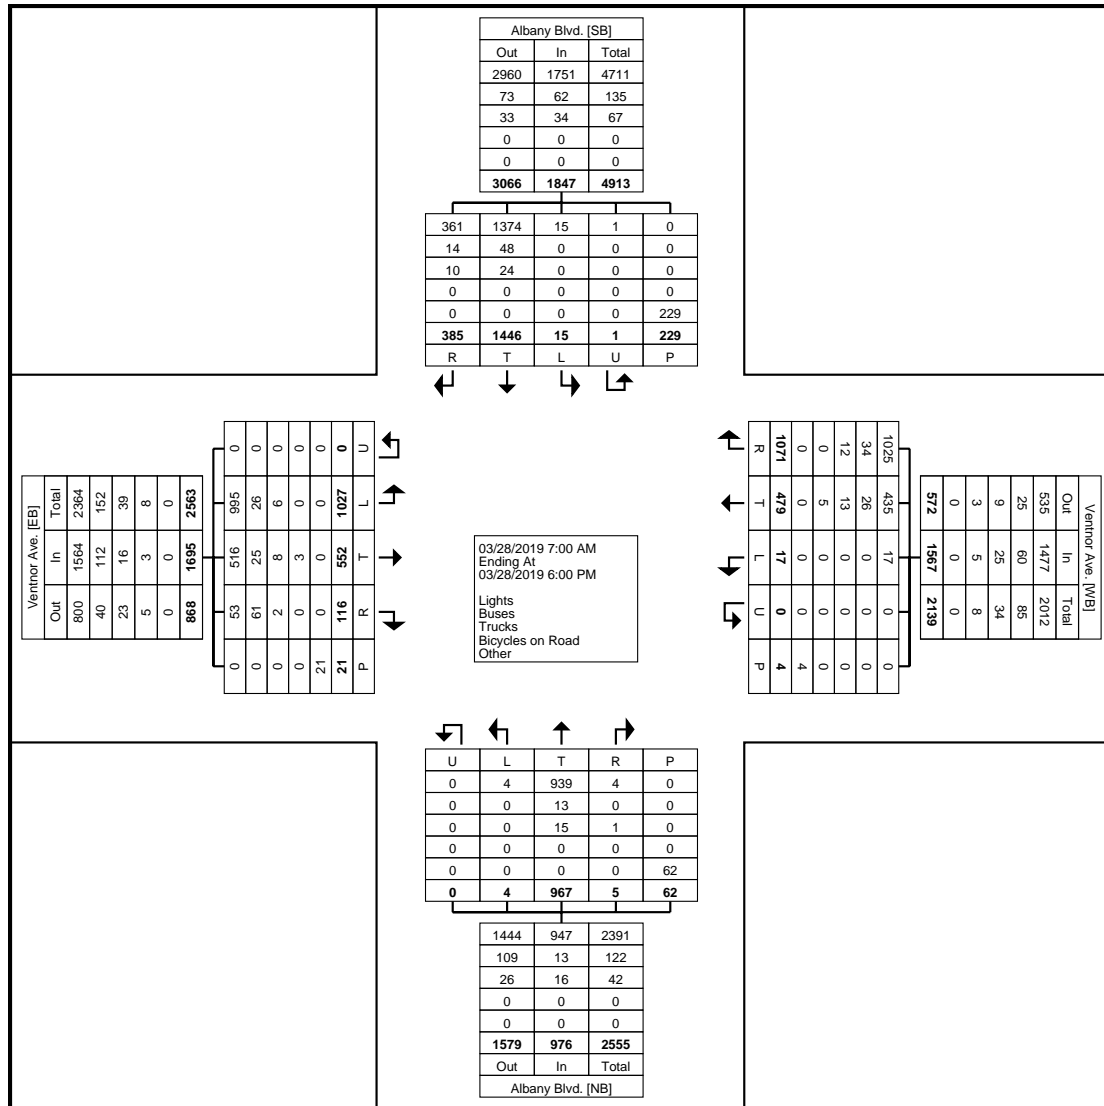 Albany Blvd. [SB]
Out In Total
2960 1751 4711
73 62 135
33 34 67
0 0 0
0 0 0
3066 1847 4913
361 1374 15 1 0
14 48 0 0 0
10 24 0 0 0
0 0 0 0 0
0 0 0 0 229
385 1446 15 1 229
R T L U P
Ventnor Ave. [EB]
Total In Out
2364 1564 800
152 112 40
39 16 23
8 3 5
0 0 0
2563 1695 868
0 995 516 53 0
0 26 25 61 0
0 6 8 2 0
0 0 3 0 0
0 0 0 0 21
0 1027 552 116 21
U L T R P
03/28/2019 7:00 AM
Ending At
03/28/2019 6:00 PM
Lights
Buses
Trucks
Bicycles on Road
Other
Ventnor Ave. [WB]
Out In Total
535 1477 2012
25 60 85
9 25 34
3 5 8
0 0 0
572 1567 2139
1025 435 17 0 0
34 26 0 0 0
12 13 0 0 0
0 5 0 0 0
0 0 0 0 4
1071 479 17 0 4
R T L U P
U L T R P
0 4 939 4 0
0 0 13 0 0
0 0 15 1 0
0 0 0 0 0
0 0 0 0 62
0 4 967 5 62
1444 947 2391
109 13 122
26 16 42
0 0 0
0 0 0
1579 976 2555
Out In Total
Albany Blvd. [NB]